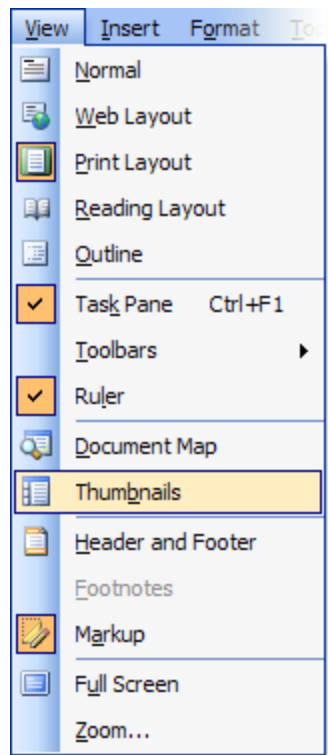 View Insert Format Too
Normal
Web Layout
Print Layout
Reading Layout
Outline
Task Pane Ctrl+F1
Toolbars
Ruler
Document Map
Thumbnails
Header and Footer
Footnotes
Markup
Full Screen
Zoom...